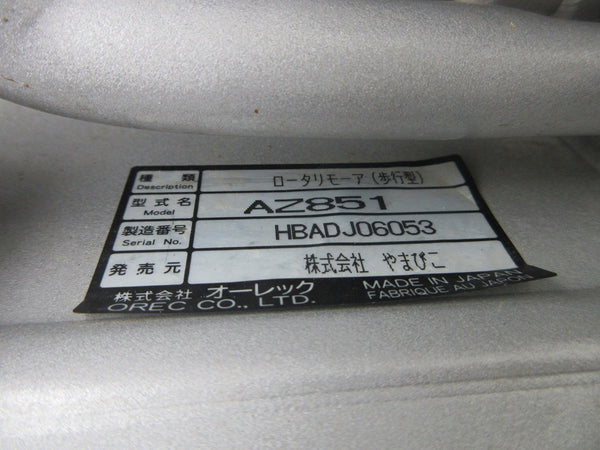 種類 ロータリモーア(歩行型)
Description
型式名 AZ851
Model
製造番号 HBADJ06053
Serial No.
発売元 株式会社 やまびこ
株式会社 オーレック MADE IN JAPAN
OREC CO., LTD. FABRIQUE AU JAPON